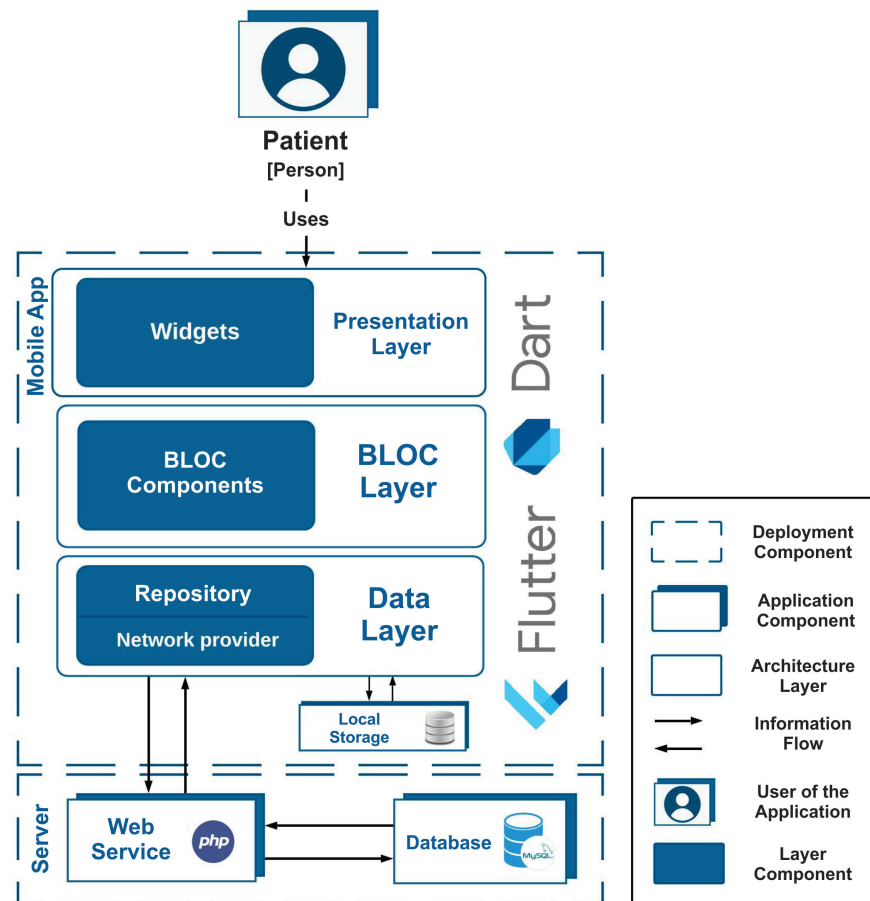 Patient
[Person]
Uses
Mobile App
Widgets
Presentation
Layer
Dart
BLOC
Components
BLOC
Layer
Flutter
Repository
Network provider
Data
Layer
Local
Storage
Server
Web
Service
php
Database
MySQL
Deployment
Component
Application
Component
Architecture
Layer
Information
Flow
User of the
Application
Layer
Component